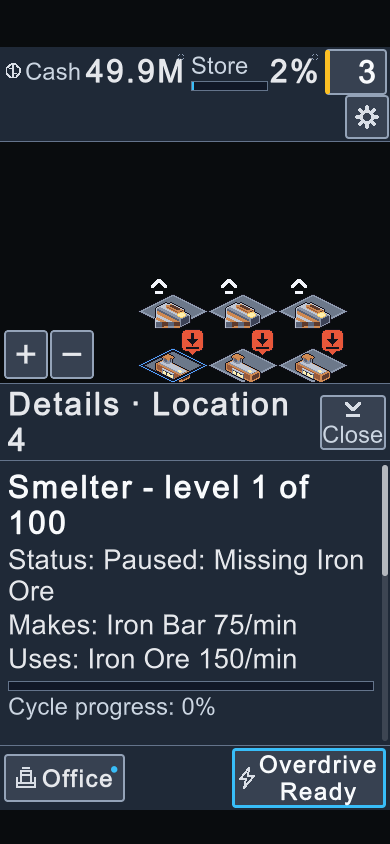 Cash 49.9M Store 2% 3
+ −
Details · Location
4
Close
Smelter - level 1 of
100
Status: Paused: Missing Iron
Ore
Makes: Iron Bar 75/min
Uses: Iron Ore 150/min
Cycle progress: 0%
Office
Overdrive
Ready